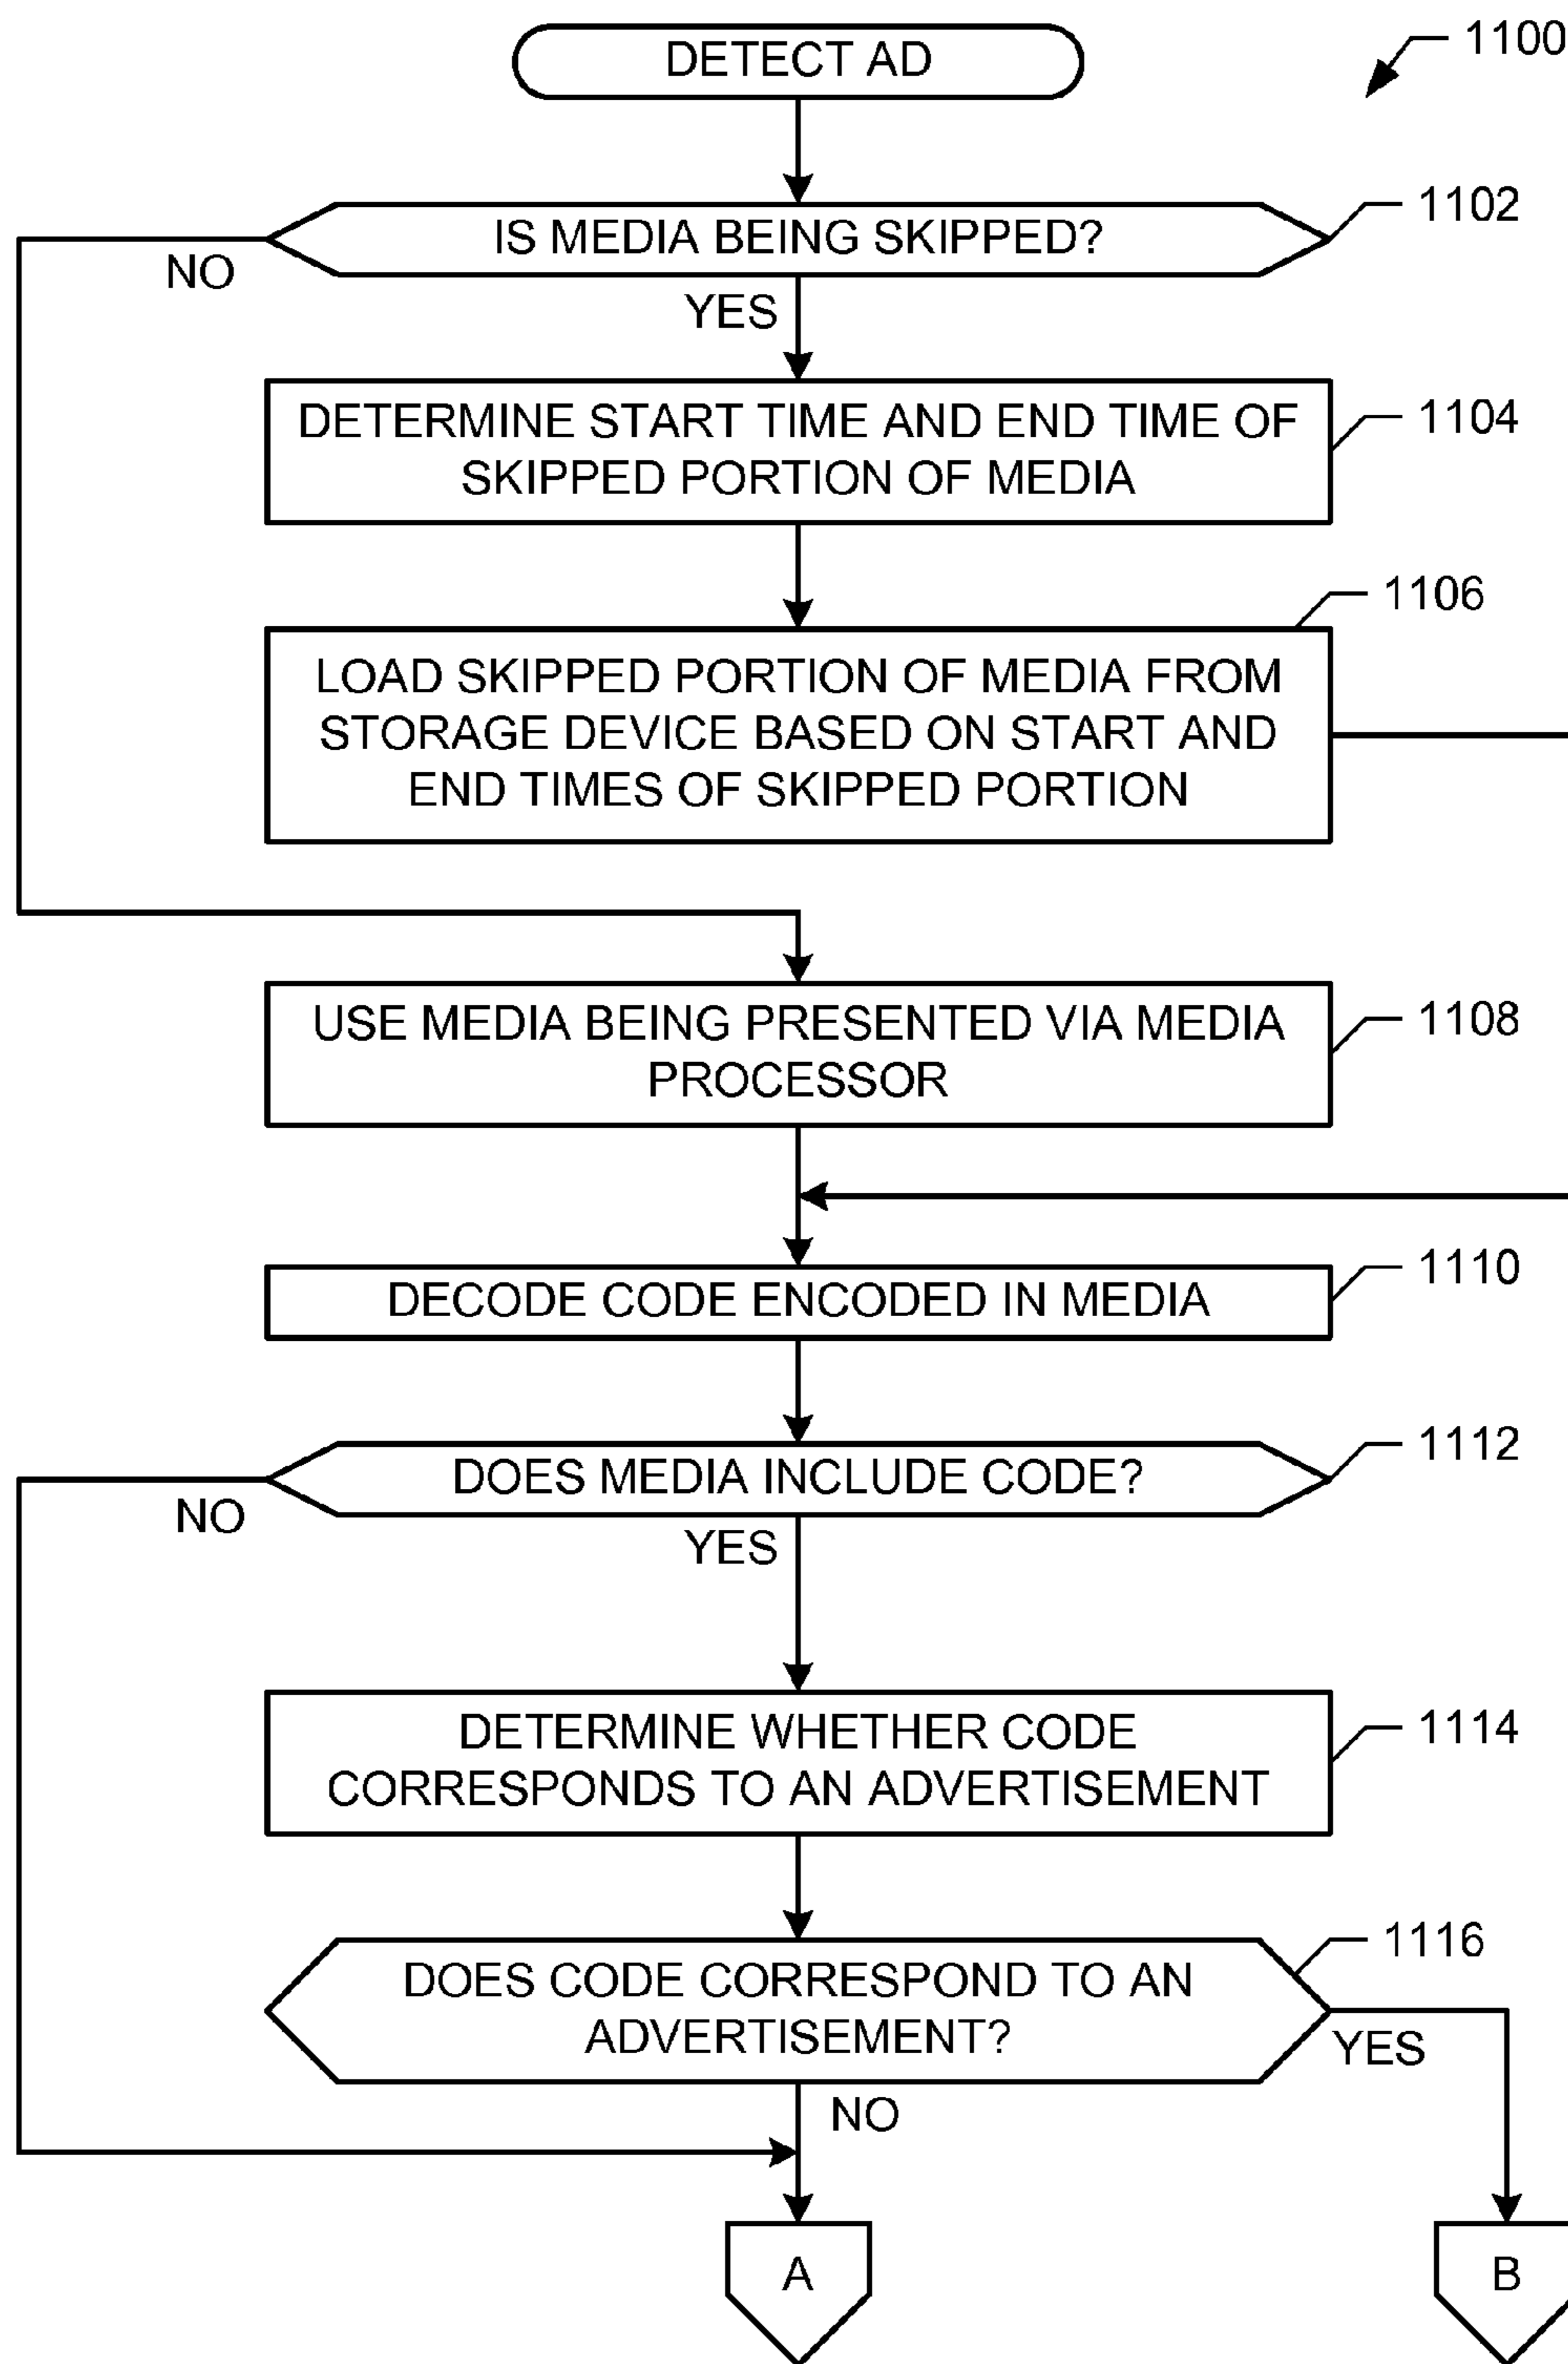 DETECT AD
1100
IS MEDIA BEING SKIPPED?
1102
NO
YES
DETERMINE START TIME AND END TIME OF
SKIPPED PORTION OF MEDIA
1104
1106
LOAD SKIPPED PORTION OF MEDIA FROM
STORAGE DEVICE BASED ON START AND
END TIMES OF SKIPPED PORTION
USE MEDIA BEING PRESENTED VIA MEDIA
PROCESSOR
1108
DECODE CODE ENCODED IN MEDIA
1110
DOES MEDIA INCLUDE CODE?
1112
NO
YES
DETERMINE WHETHER CODE
CORRESPONDS TO AN ADVERTISEMENT
1114
1116
DOES CODE CORRESPOND TO AN
ADVERTISEMENT?
YES
NO
A
B